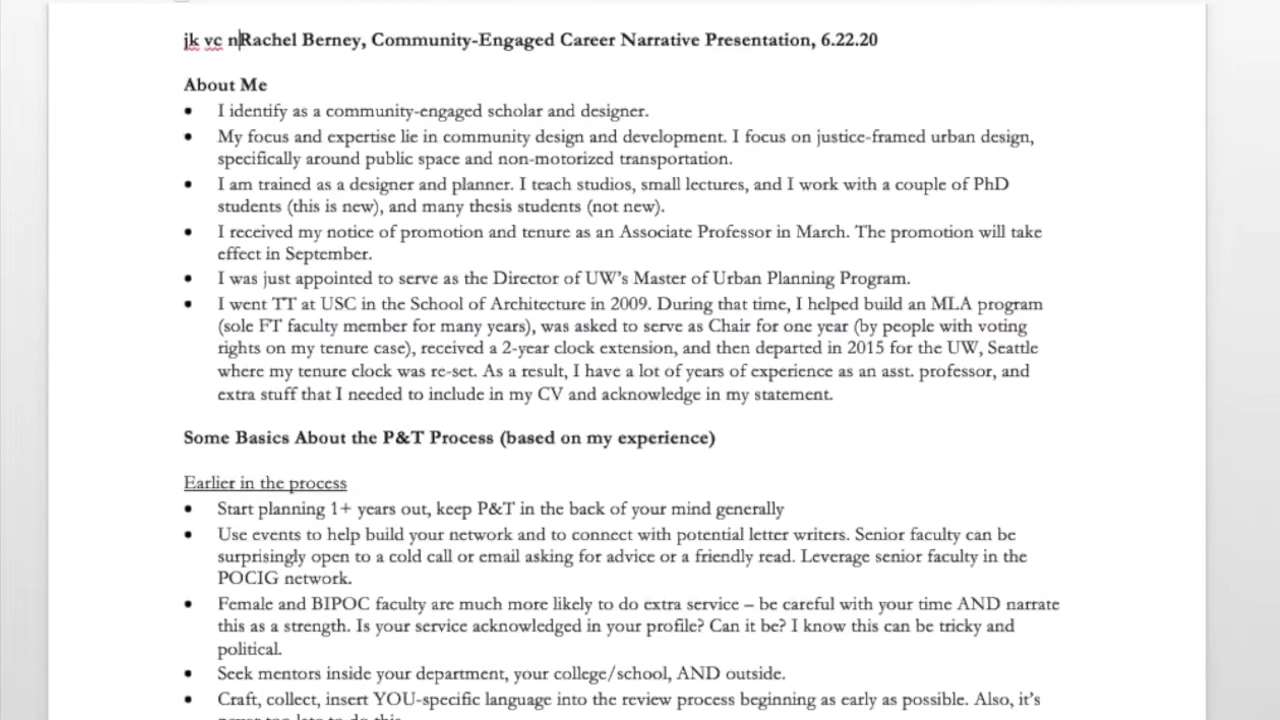 jk vc nRachel Berney, Community-Engaged Career Narrative Presentation, 6.22.20
About Me
• I identify as a community-engaged scholar and designer.
• My focus and expertise lie in community design and development. I focus on justice-framed urban design,
specifically around public space and non-motorized transportation.
• I am trained as a designer and planner. I teach studios, small lectures, and I work with a couple of PhD
students (this is new), and many thesis students (not new).
• I received my notice of promotion and tenure as an Associate Professor in March. The promotion will take
effect in September.
• I was just appointed to serve as the Director of UW's Master of Urban Planning Program.
• I went TT at USC in the School of Architecture in 2009. During that time, I helped build an MLA program
(sole FT faculty member for many years), was asked to serve as Chair for one year (by people with voting
rights on my tenure case), received a 2-year clock extension, and then departed in 2015 for the UW, Seattle
where my tenure clock was re-set. As a result, I have a lot of years of experience as an asst. professor, and
extra stuff that I needed to include in my CV and acknowledge in my statement.
Some Basics About the P&T Process (based on my experience)
Earlier in the process
• Start planning 1+ years out, keep P&T in the back of your mind generally
• Use events to help build your network and to connect with potential letter writers. Senior faculty can be
surprisingly open to a cold call or email asking for advice or a friendly read. Leverage senior faculty in the
POCIG network.
• Female and BIPOC faculty are much more likely to do extra service – be careful with your time AND narrate
this as a strength. Is your service acknowledged in your profile? Can it be? I know this can be tricky and
political.
• Seek mentors inside your department, your college/school, AND outside.
• Craft, collect, insert YOU-specific language into the review process beginning as early as possible. Also, it's
never too late to do this.